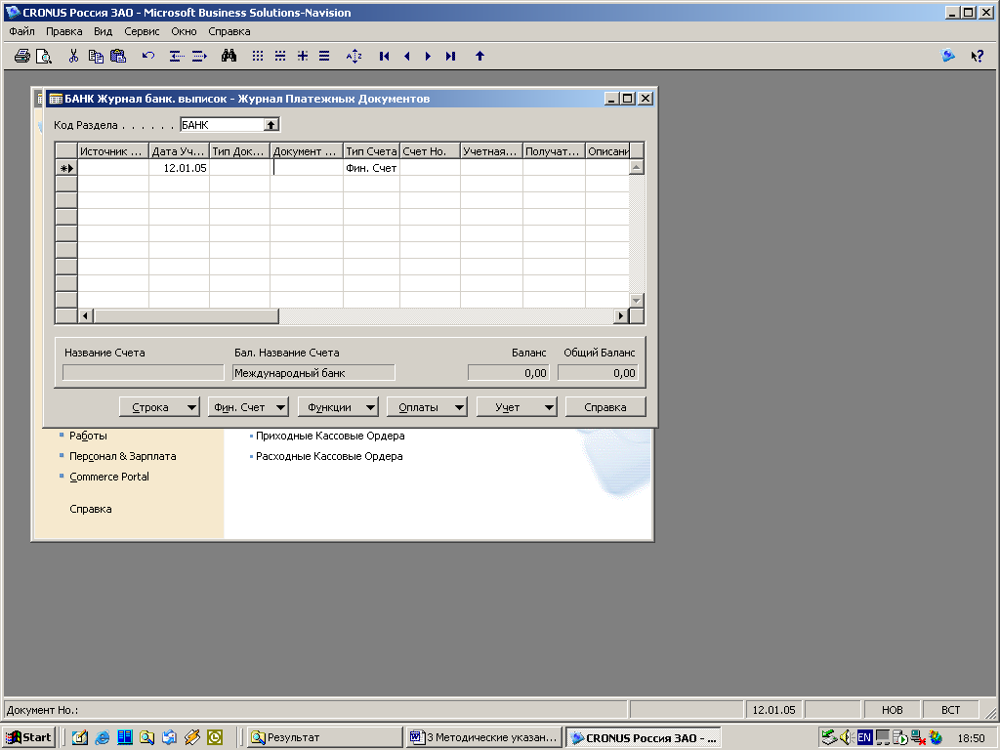 CRONUS Россия ЗАО - Microsoft Business Solutions-Navision
Файл Правка Вид Сервис Окно Справка
БАНК Журнал банк. выписок - Журнал Платежных Документов
Код Раздела . . . . . . БАНК
Источник ... Дата Уч... Тип Док... Документ ... Тип Счета Счет Но. Учетная... Получат... Описани
12.01.05 Фин. Счет
Название Счета Бал. Название Счета Баланс Общий Баланс
Международный банк 0,00 0,00
Строка Фин. Счет Функции Оплаты Учет Справка
Работы Приходные Кассовые Ордера
Персонал & Зарплата Расходные Кассовые Ордера
Commerce Portal
Справка
Документ Но.: 12.01.05 НОВ ВСТ
Start Результат 3 Методические указан... CRONUS Россия ЗАО - ... EN 18:50